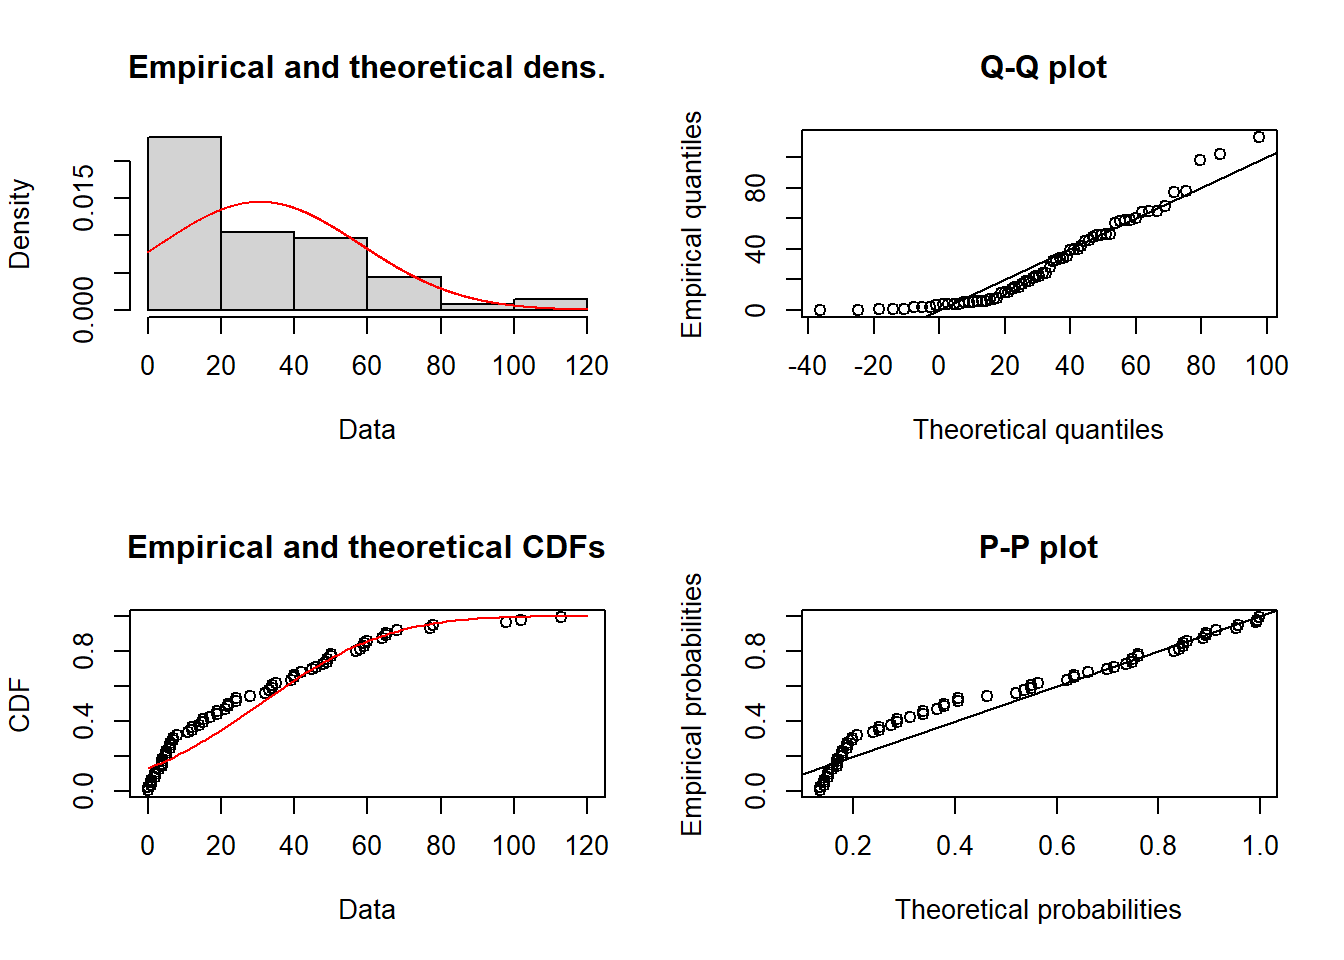 Empirical and theoretical dens.
Density
0.000 0.015
0 20 40 60 80 100 120
Data
Q-Q plot
Empirical quantiles
0 40 80
-40 -20 0 20 40 60 80 100
Theoretical quantiles
Empirical and theoretical CDFs
CDF
0.0 0.4 0.8
0 20 40 60 80 100 120
Data
P-P plot
Empirical probabilities
0.0 0.4 0.8
0.2 0.4 0.6 0.8 1.0
Theoretical probabilities